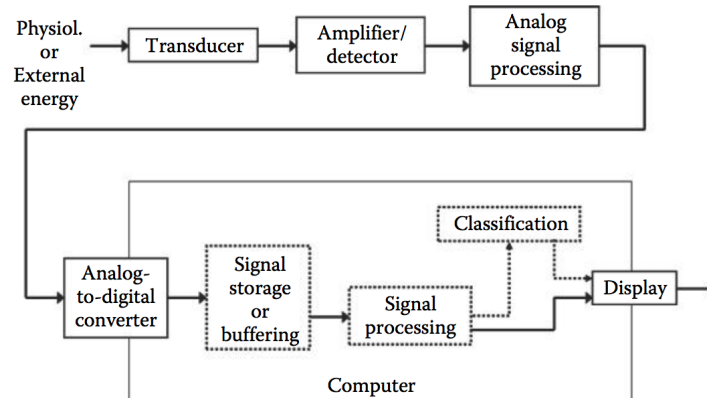 Physiol.
or
External
energy
Transducer
Amplifier/
detector
Analog
signal
processing
Classification
Analog-
to-digital
converter
Signal
storage
or
buffering
Signal
processing
Display
Computer